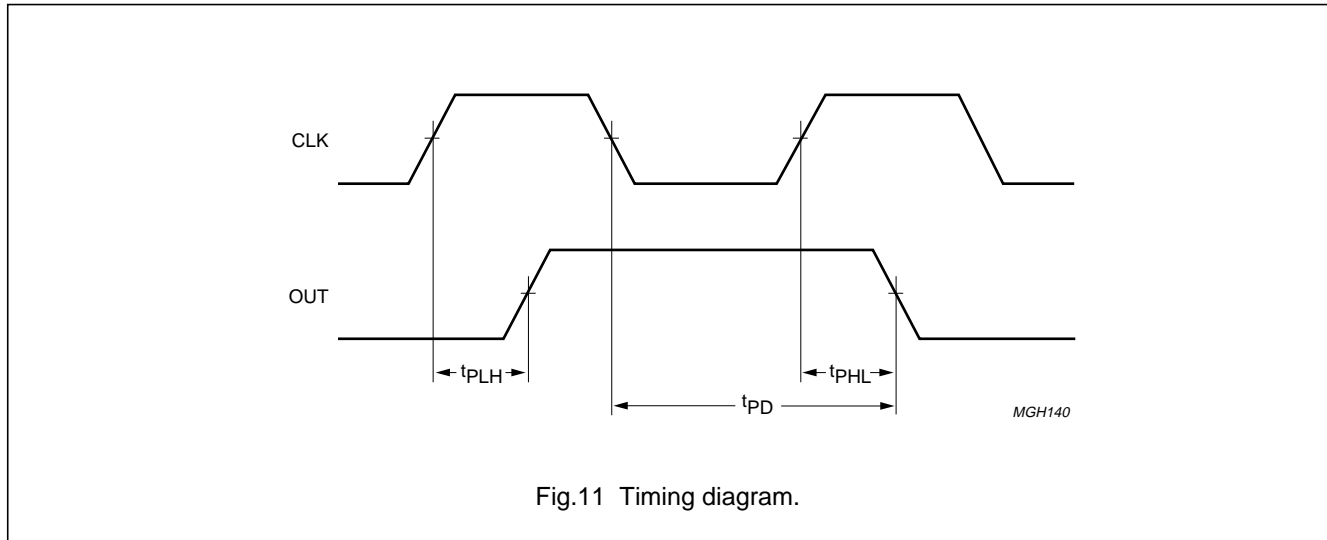 CLK
OUT
tPLH
tPHL
tPD
MGH140
Fig.11 Timing diagram.